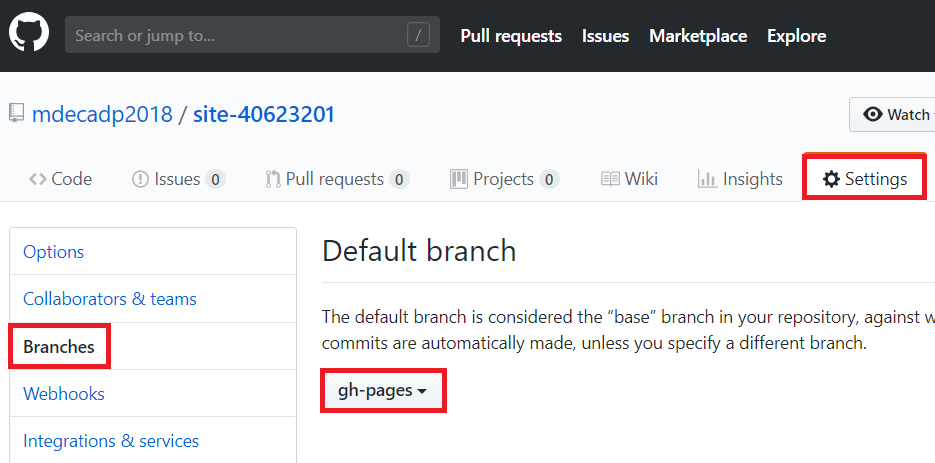 Search or jump to... / Pull requests Issues Marketplace Explore
mdecadp2018 / site-40623201 Watch
Code Issues 0 Pull requests 0 Projects 0 Wiki Insights Settings
Options
Collaborators & teams
Branches
Webhooks
Integrations & services
Default branch
The default branch is considered the “base” branch in your repository, against
commits are automatically made, unless you specify a different branch.
gh-pages